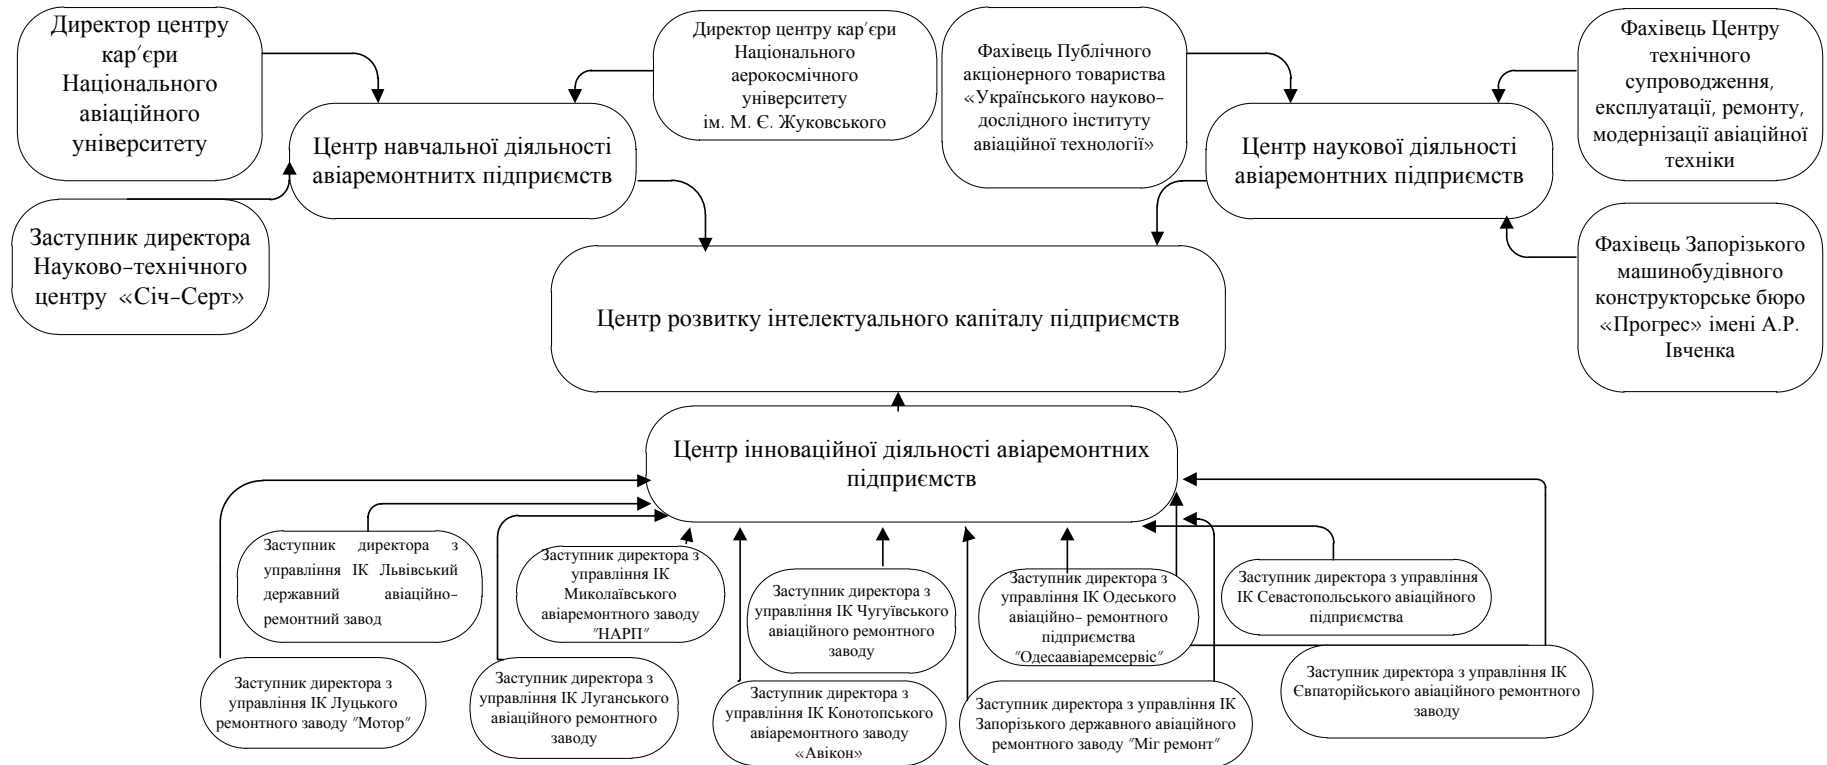 Директор центру
кар’єри
Національного
авіаційного
університету
Директор центру кар’єри
Національного
аерокосмічного
університету
ім. М. Є. Жуковського
Фахівець Публічного
акціонерного товариства
«Українського науково-
дослідного інституту
авіаційної технології»
Фахівець Центру
технічного
супроводження,
експлуатації, ремонту,
модернізації авіаційної
техніки
Центр навчальної діяльності
авіаремонтнитх підприємств
Центр наукової діяльності
авіаремонтних підприємств
Заступник директора
Науково-технічного
центру «Січ-Серт»
Фахівець Запорізького
машинобудівного
конструкторське бюро
«Прогрес» імені А.Р.
Івченка
Центр розвитку інтелектуального капіталу підприємств
Центр інноваційної діяльності авіаремонтних
підприємств
Заступник директора з
управління ІК Львівський
державний авіаційно-
ремонтний завод
Заступник директора з
управління ІК
Миколаївського
авіаремонтного заводу
"НАРП"
Заступник директора з
управління ІК Чугуївського
авіаційного ремонтного
заводу
Заступник директора з
управління ІК Одеського
авіаційно- ремонтного
підприємства
"Одесаавіаремсервіс"
Заступник директора з управління
ІК Севастопольського авіаційного
підприємства
Заступник директора з
управління ІК Луцького
ремонтного заводу "Мотор"
Заступник директора з
управління ІК Луганського
авіаційного ремонтного
заводу
Заступник директора з
управління ІК Конотопського
авіаремонтного заводу
«Авікон»
Заступник директора з управління ІК
Запорізького державного авіаційного
ремонтного заводу "Міг ремонт"
Заступник директора з управління ІК
Євпаторійського авіаційного ремонтного
заводу